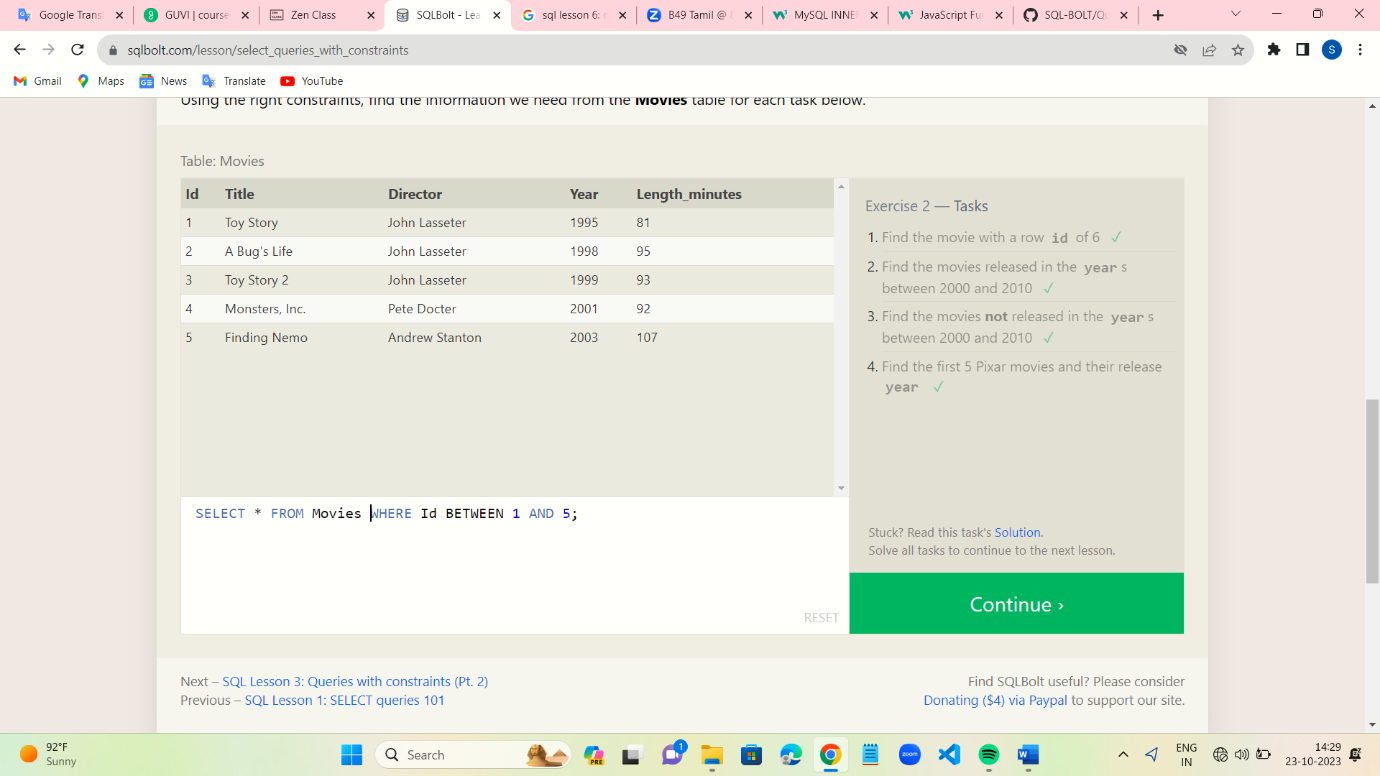 Google Transl
GUVI | course
Zen Class
SQLBolt - Lea
sql lesson 6: m
B49 Tamil @ 
MySQL INNE
JavaScript Fu
SQL-BOLT/Qu
sqlbolt.com/lesson/select_queries_with_constraints
S
Gmail
Maps
News
Translate
YouTube
Using the right constraints, find the information we need from the Movies table for each task below.
Table: Movies
Id Title Director Year Length_minutes
1 Toy Story John Lasseter 1995 81
2 A Bug's Life John Lasseter 1998 95
3 Toy Story 2 John Lasseter 1999 93
4 Monsters, Inc. Pete Docter 2001 92
5 Finding Nemo Andrew Stanton 2003 107
Exercise 2 — Tasks
1. Find the movie with a row id of 6 ✓
2. Find the movies released in the year s
between 2000 and 2010 ✓
3. Find the movies not released in the year s
between 2000 and 2010 ✓
4. Find the first 5 Pixar movies and their release
year ✓
SELECT * FROM Movies WHERE Id BETWEEN 1 AND 5;
RESET
Stuck? Read this task's Solution.
Solve all tasks to continue to the next lesson.
Continue ›
Next – SQL Lesson 3: Queries with constraints (Pt. 2)
Previous – SQL Lesson 1: SELECT queries 101
Find SQLBolt useful? Please consider
Donating ($4) via Paypal to support our site.
92°F
Sunny
Search
PRE
1
zoom
ENG
IN
14:29
23-10-2023